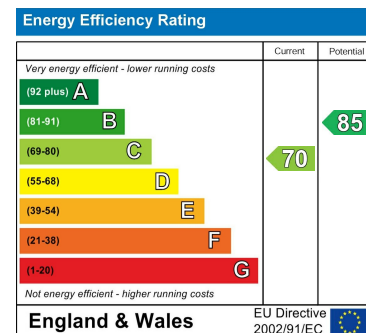 Energy Efficiency Rating
Current Potential
Very energy efficient - lower running costs
(92 plus) A
(81-91) B 85
(69-80) C 70
(55-68) D
(39-54) E
(21-38) F
(1-20) G
Not energy efficient - higher running costs
England & Wales
EU Directive
2002/91/EC